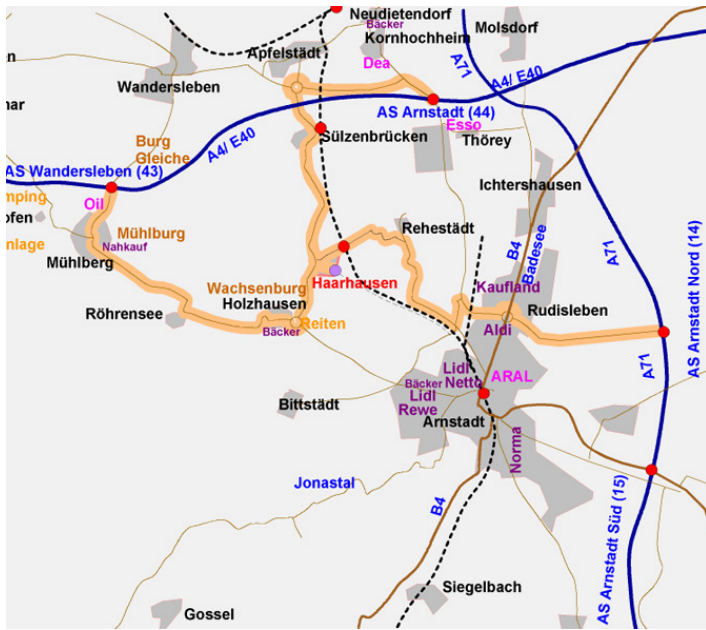 Neudietendorf
Bäcker
Kornhochheim
Molsdorf
Apfelstädt
A71
A4/ E40
Dea
Wandersleben
AS Arnstadt (44)
Esso
Sülzenbrücken
Thörey
Burg
Gleiche
A4/ E40
AS Wandersleben (43)
Ichtershausen
Oil
Rehestädt
B4
Badesee
A71
AS Arnstadt Nord (14)
Mühlburg
Nahkauf
Mühlberg
Haarhausen
Wachsenburg
Kaufland
Holzhausen
Rudisleben
Röhrensee
Reiten
Bäcker
Aldi
A71
Lidl
Netto
ARAL
Bäcker
Lidl
Rewe
Bittstädt
Arnstadt
Norma
Jonastal
B4
AS Arnstadt Süd (15)
Siegelbach
Gossel